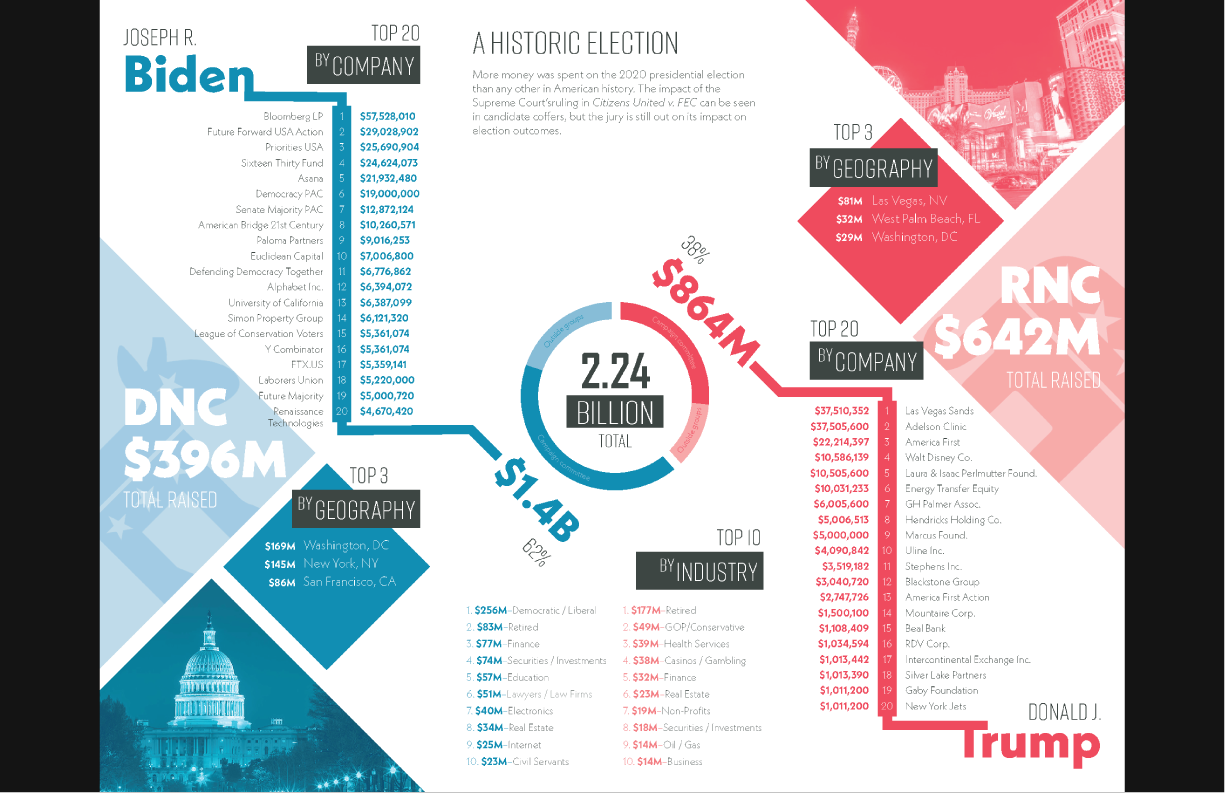 JOSEPH R.
Biden
TOP 20
BY COMPANY
Bloomberg LP 1 $57,528,010
Future Forward USA Action 2 $29,028,902
Priorities USA 3 $25,690,904
Sixteen Thirty Fund 4 $24,624,073
Asana 5 $21,932,480
Democracy PAC 6 $19,000,000
Senate Majority PAC 7 $12,872,124
American Bridge 21st Century 8 $10,260,571
Paloma Partners 9 $9,016,253
Euclidean Capital 10 $7,006,800
Defending Democracy Together 11 $6,776,862
Alphabet Inc. 12 $6,394,072
University of California 13 $6,387,099
Simon Property Group 14 $6,121,320
League of Conservation Voters 15 $5,361,074
Y Combinator 16 $5,361,074
FTX.US 17 $5,359,141
Laborers Union 18 $5,220,000
Future Majority 19 $5,000,720
Renaissance 20 $4,670,420
Technologies
DNC
$396M
TOTAL RAISED
TOP 3
BY GEOGRAPHY
$169M Washington, DC
$145M New York, NY
$86M San Francisco, CA
A HISTORIC ELECTION
More money was spent on the 2020 presidential election
than any other in American history. The impact of the
Supreme Court'sruling in Citizens United v. FEC can be seen
in candidate coffers, but the jury is still out on its impact on
election outcomes.
38%
$864M
Outside groups
Campaign committee
2.24
BILLION
TOTAL
Outside groups
Campaign committee
$1.4B
62%
TOP 10
BY INDUSTRY
1. $256M–Democratic / Liberal
2. $83M–Retired
3. $77M–Finance
4. $74M–Securities / Investments
5. $57M–Education
6. $51M–Lawyers / Law Firms
7. $40M–Electronics
8. $34M–Real Estate
9. $25M–Internet
10. $23M–Civil Servants
1. $177M–Retired
2. $49M–GOP/Conservative
3. $39M–Health Services
4. $38M–Casinos / Gambling
5. $32M–Finance
6. $23M–Real Estate
7. $19M–Non-Profits
8. $18M–Securities / Investments
9. $14M–Oil / Gas
10. $14M–Business
TOP 3
BY GEOGRAPHY
$81M Las Vegas, NV
$32M West Palm Beach, FL
$29M Washington, DC
RNC
$642M
TOTAL RAISED
TOP 20
BY COMPANY
$37,510,352 1 Las Vegas Sands
$37,505,600 2 Adelson Clinic
$22,214,397 3 America First
$10,586,139 4 Walt Disney Co.
$10,505,600 5 Laura & Isaac Perlmutter Found.
$10,031,233 6 Energy Transfer Equity
$6,005,600 7 GH Palmer Assoc.
$5,006,513 8 Hendricks Holding Co.
$5,000,000 9 Marcus Found.
$4,090,842 10 Uline Inc.
$3,519,182 11 Stephens Inc.
$3,040,720 12 Blackstone Group
$2,747,726 13 America First Action
$1,500,100 14 Mountaire Corp.
$1,108,409 15 Beal Bank
$1,034,594 16 RDV Corp.
$1,013,442 17 Intercontinental Exchange Inc.
$1,013,390 18 Silver Lake Partners
$1,011,200 19 Gaby Foundation
$1,011,200 20 New York Jets
DONALD J.
Trump